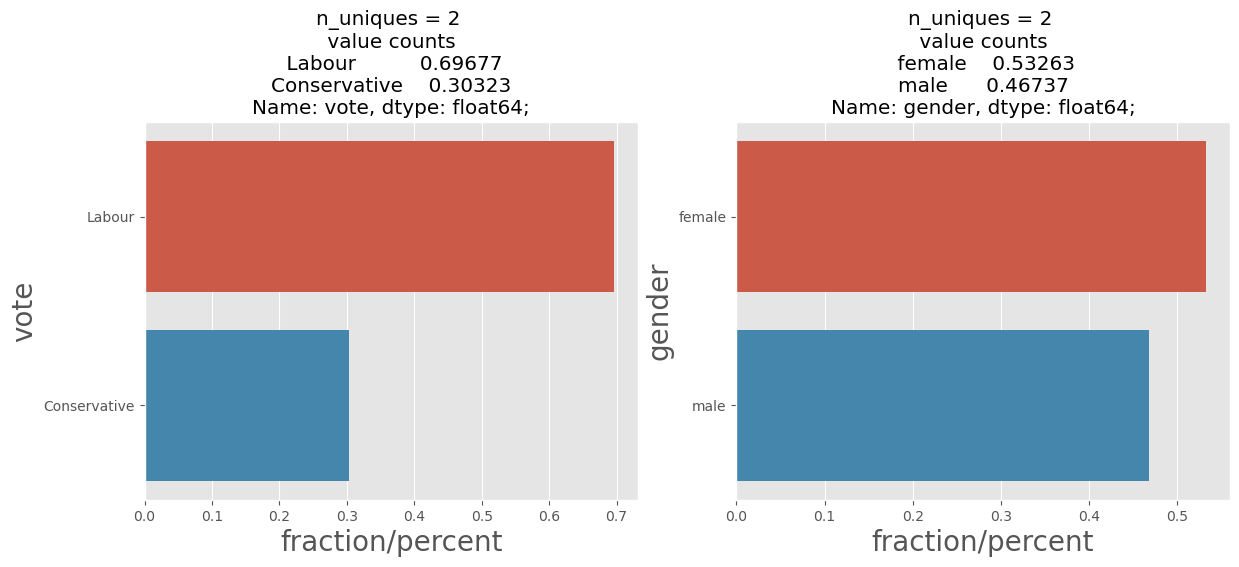 n_uniques = 2
value counts
Labour 0.69677
Conservative 0.30323
Name: vote, dtype: float64;
vote
Labour
Conservative
0.0 0.1 0.2 0.3 0.4 0.5 0.6 0.7
fraction/percent
n_uniques = 2
value counts
female 0.53263
male 0.46737
Name: gender, dtype: float64;
gender
female
male
0.0 0.1 0.2 0.3 0.4 0.5
fraction/percent